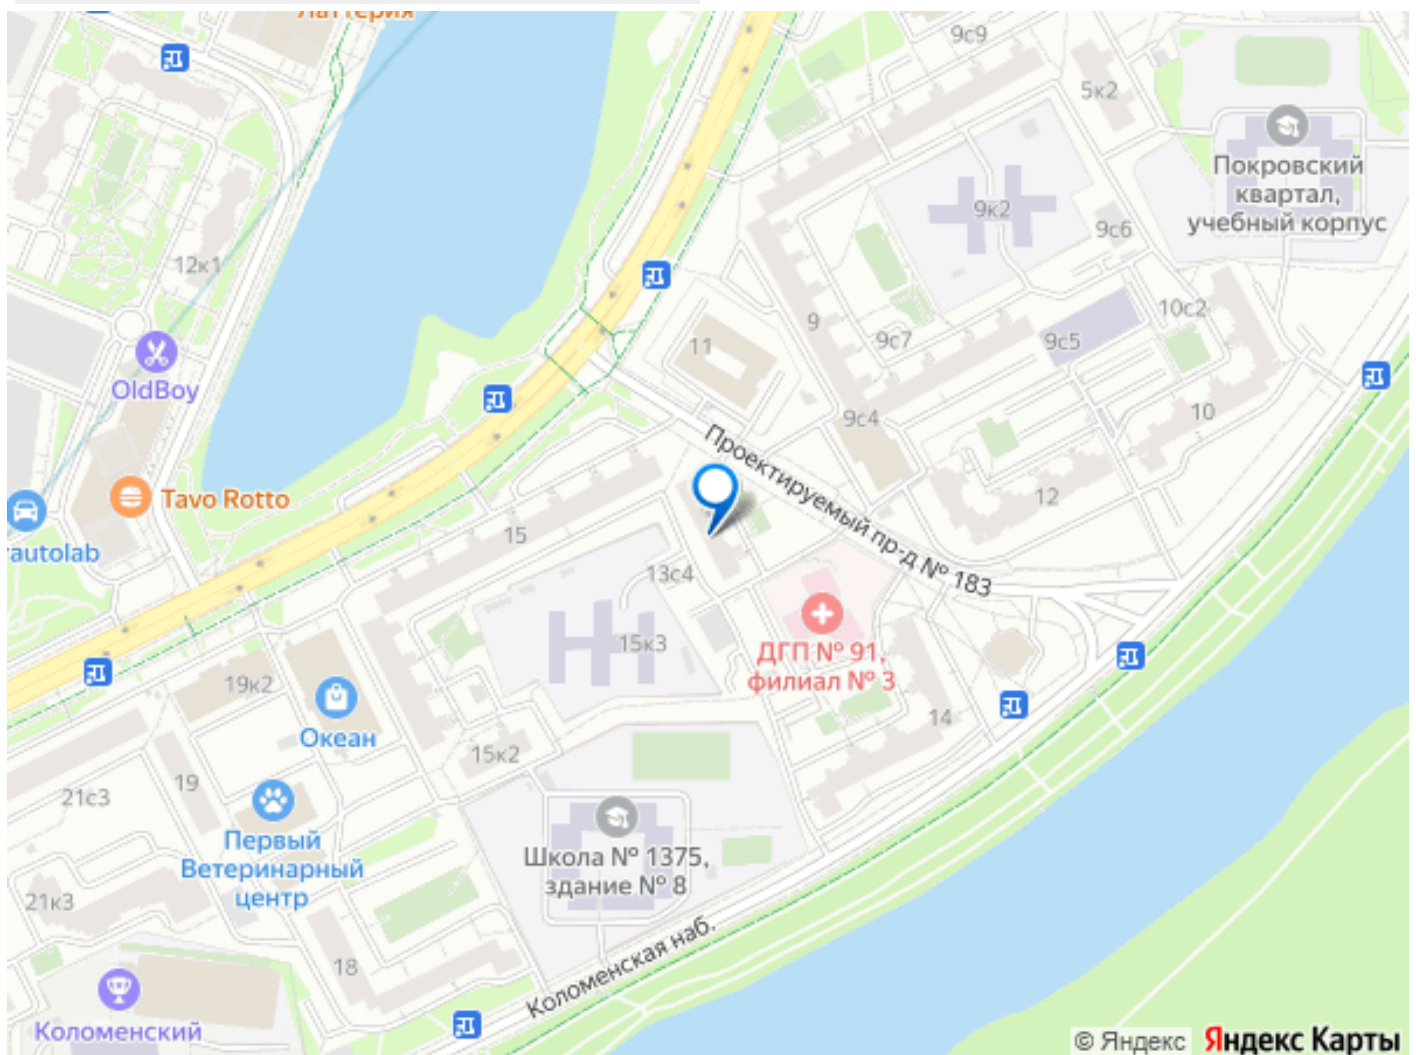 Латтерия
9с9
5к2
Покровский
квартал,
учебный корпус
9к2
9с6
12к1
10с2
9
9с7
9с5
11
OldBoy
10
9с4
Проектируемый пр-д № 183
12
Tavo Rotto
autolab
15
13с4
15к3
ДГП № 91,
филиал № 3
19к2
14
Океан
15к2
19
21с3
Первый
Ветеринарный
центр
Школа № 1375,
здание № 8
21к3
18
Коломенская наб.
Коломенский
© Яндекс Яндекс Карты